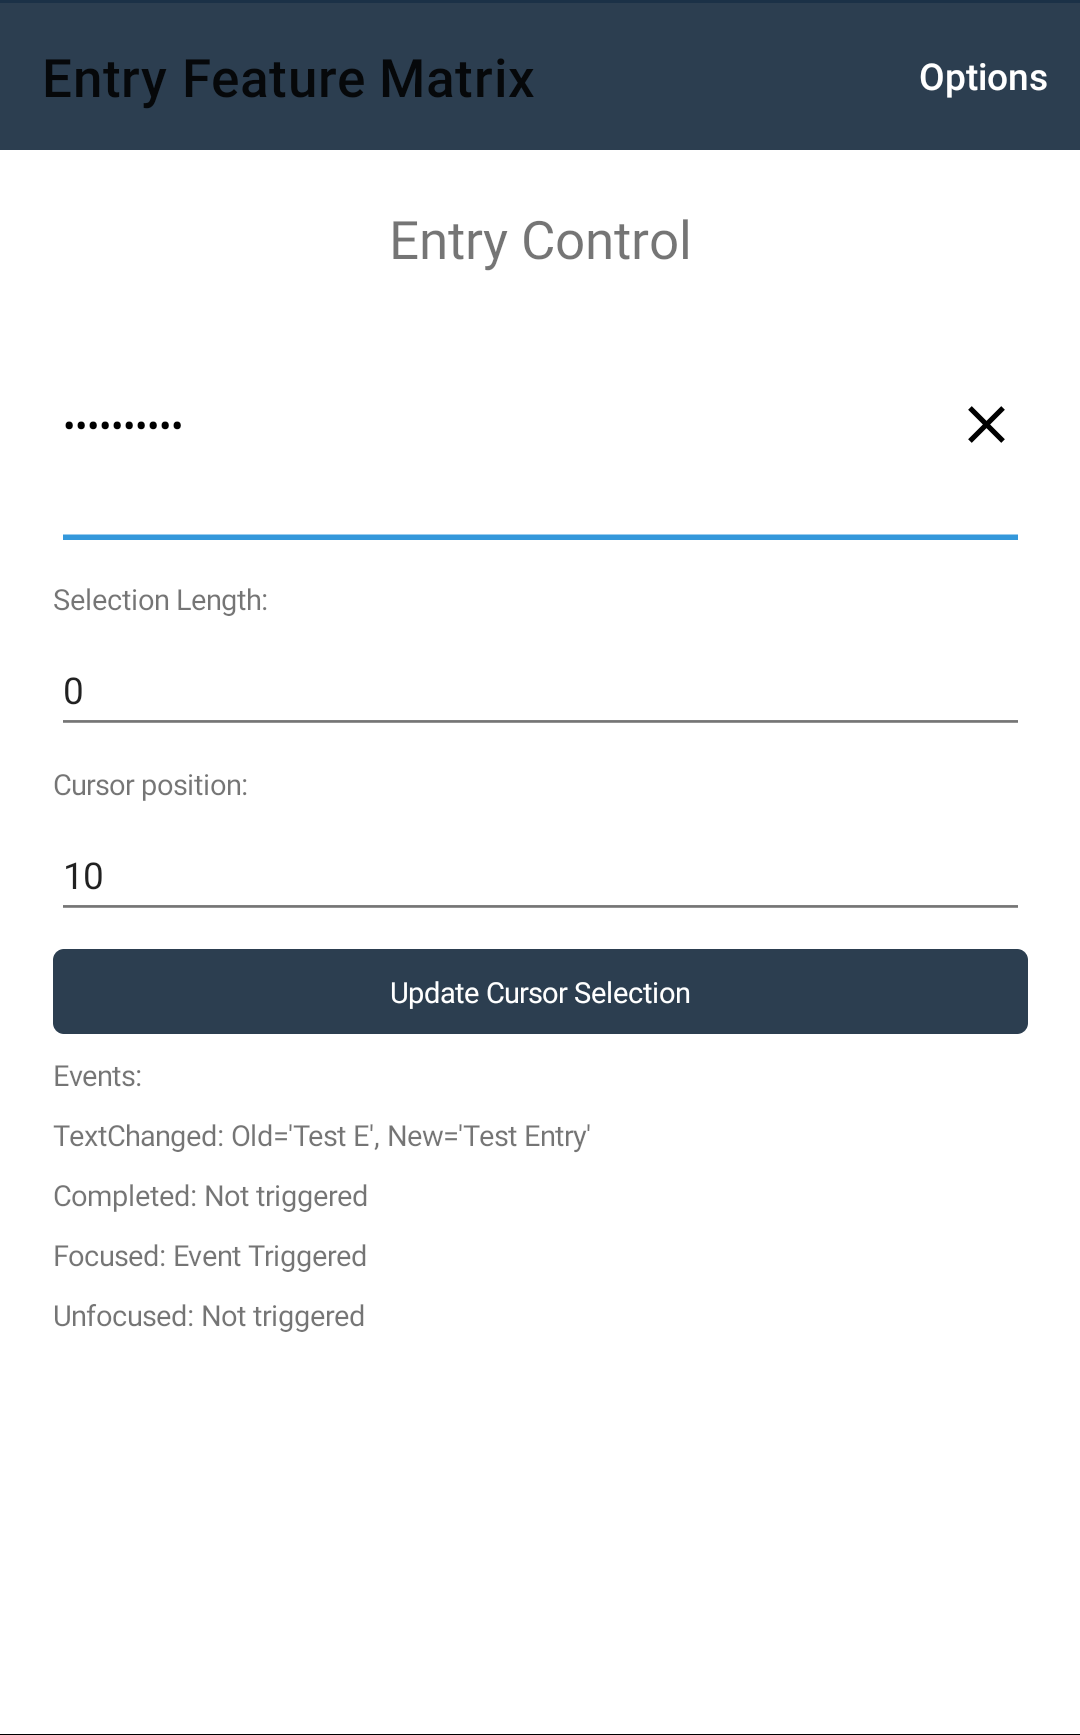 Entry Feature Matrix
Options
Entry Control
••••••••••
Selection Length:
0
Cursor position:
10
Update Cursor Selection
Events:
TextChanged: Old='Test E', New='Test Entry'
Completed: Not triggered
Focused: Event Triggered
Unfocused: Not triggered